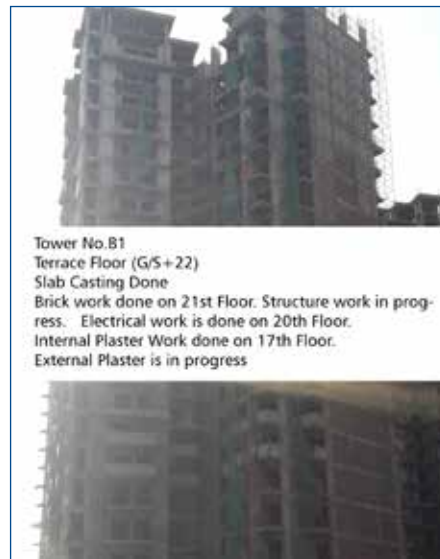 Tower No.B1
Terrace Floor (G/S+22)
Slab Casting Done
Brick work done on 21st Floor. Structure work in prog-
ress. Electrical work is done on 20th Floor.
Internal Plaster Work done on 17th Floor.
External Plaster is in progress